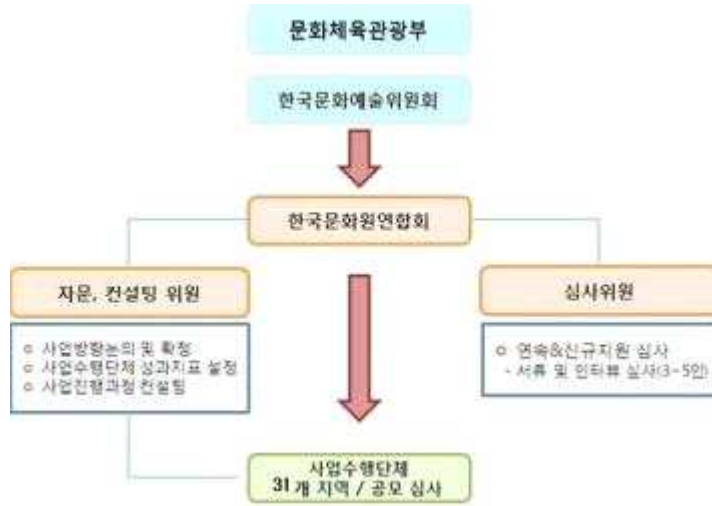 문화체육관광부
한국문화예술위원회
한국문화원연합회
자문, 컨설팅 위원
ㅇ 사업방향논의 및 확정
ㅇ 사업수행단체 성과지표 설정
ㅇ 사업진행과정 컨설팅
심사위원
ㅇ 연속&신규지원 심사
- 서류 및 인터뷰 심사(3~5인)
사업수행단체
31개 지역 / 공모 심사